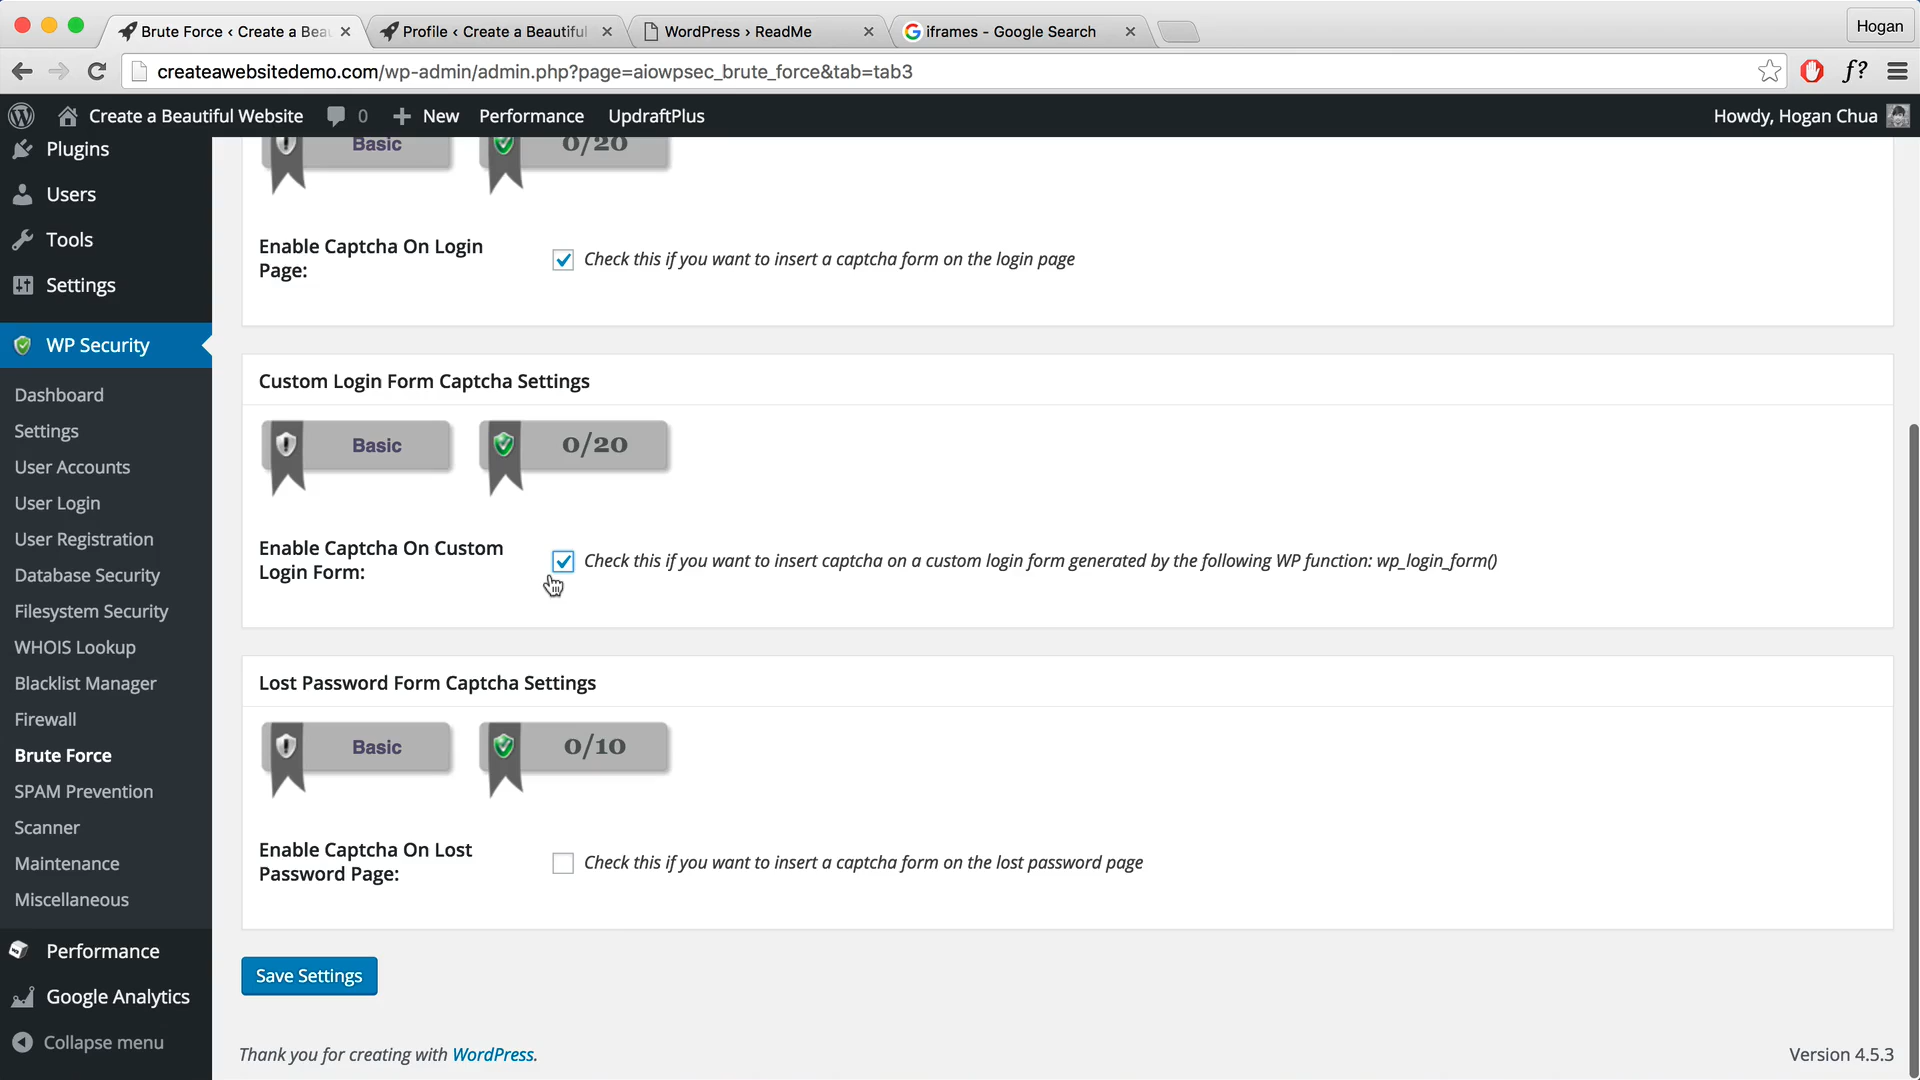 Brute Force ‹ Create a Bea
Profile ‹ Create a Beautiful
WordPress › ReadMe
iframes - Google Search
Hogan
createawebsitedemo.com/wp-admin/admin.php?page=aiowpsec_brute_force&tab=tab3
f?
Create a Beautiful Website
0
New
Performance
UpdraftPlus
Howdy, Hogan Chua
Plugins
Users
Tools
Settings
WP Security
Dashboard
Settings
User Accounts
User Login
User Registration
Database Security
Filesystem Security
WHOIS Lookup
Blacklist Manager
Firewall
Brute Force
SPAM Prevention
Scanner
Maintenance
Miscellaneous
Performance
Google Analytics
Collapse menu
Basic
0/20
Enable Captcha On Login
Page:
Check this if you want to insert a captcha form on the login page
Custom Login Form Captcha Settings
Basic
0/20
Enable Captcha On Custom
Login Form:
Check this if you want to insert captcha on a custom login form generated by the following WP function: wp_login_form()
Lost Password Form Captcha Settings
Basic
0/10
Enable Captcha On Lost
Password Page:
Check this if you want to insert a captcha form on the lost password page
Save Settings
Thank you for creating with WordPress.
Version 4.5.3